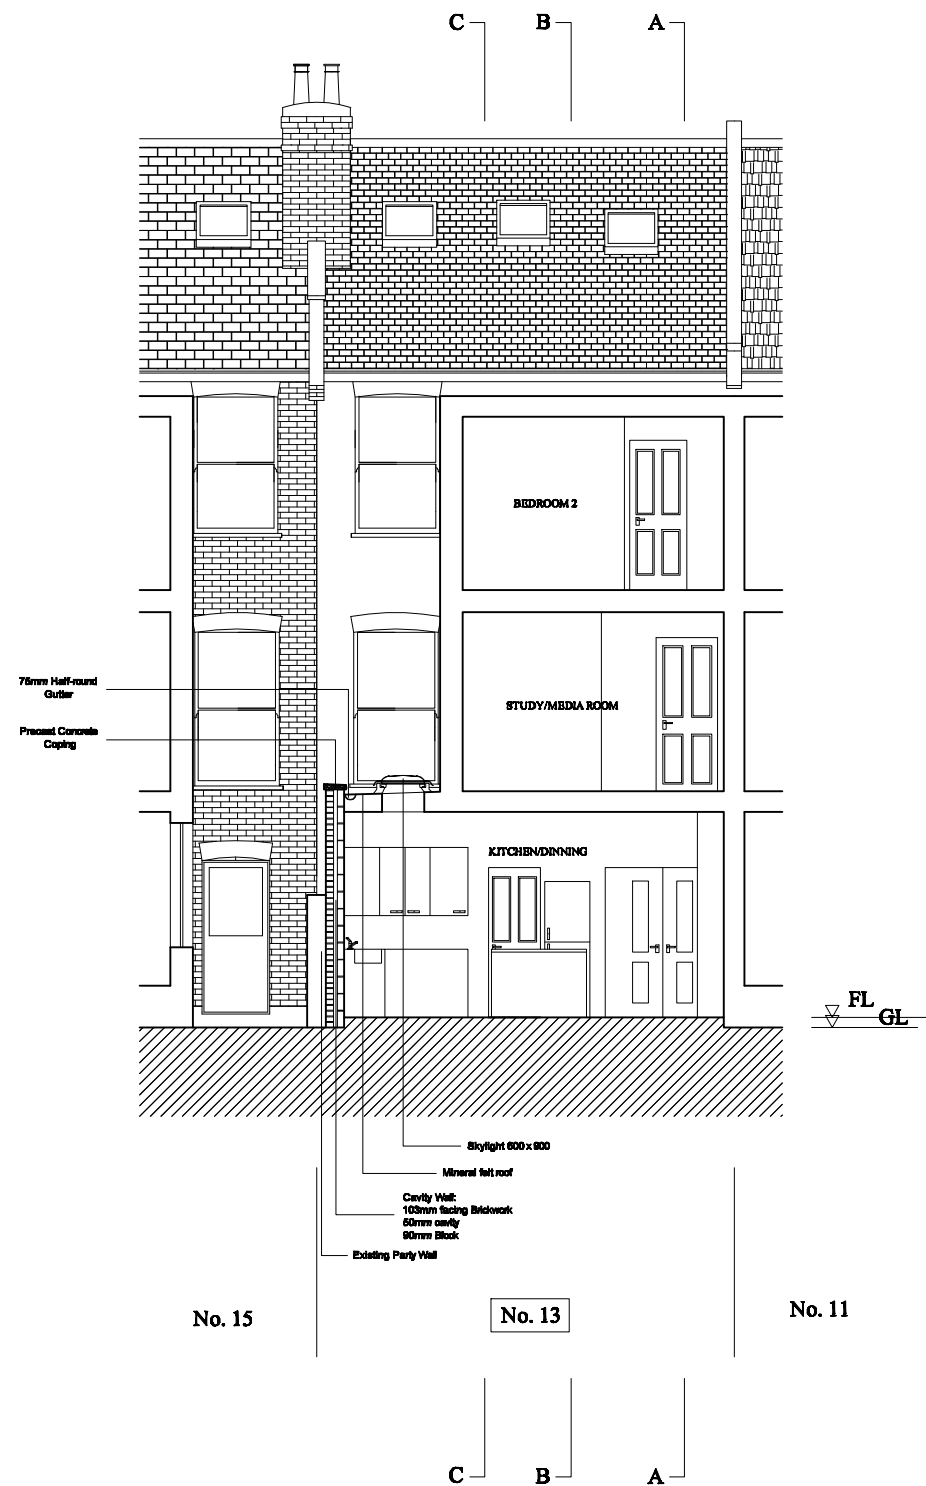 C B A
BEDROOM 2
75mm Half-round
Gutter
STUDY/MEDIA ROOM
Precast Concrete
Coping
KITCHEN/DINNING
FL
GL
Skylight 600 x 900
Mineral felt roof
Cavity Wall:
103mm facing Brickwork
50mm cavity
90mm Block
Existing Party Wall
No. 15
No. 13
No. 11
C B A